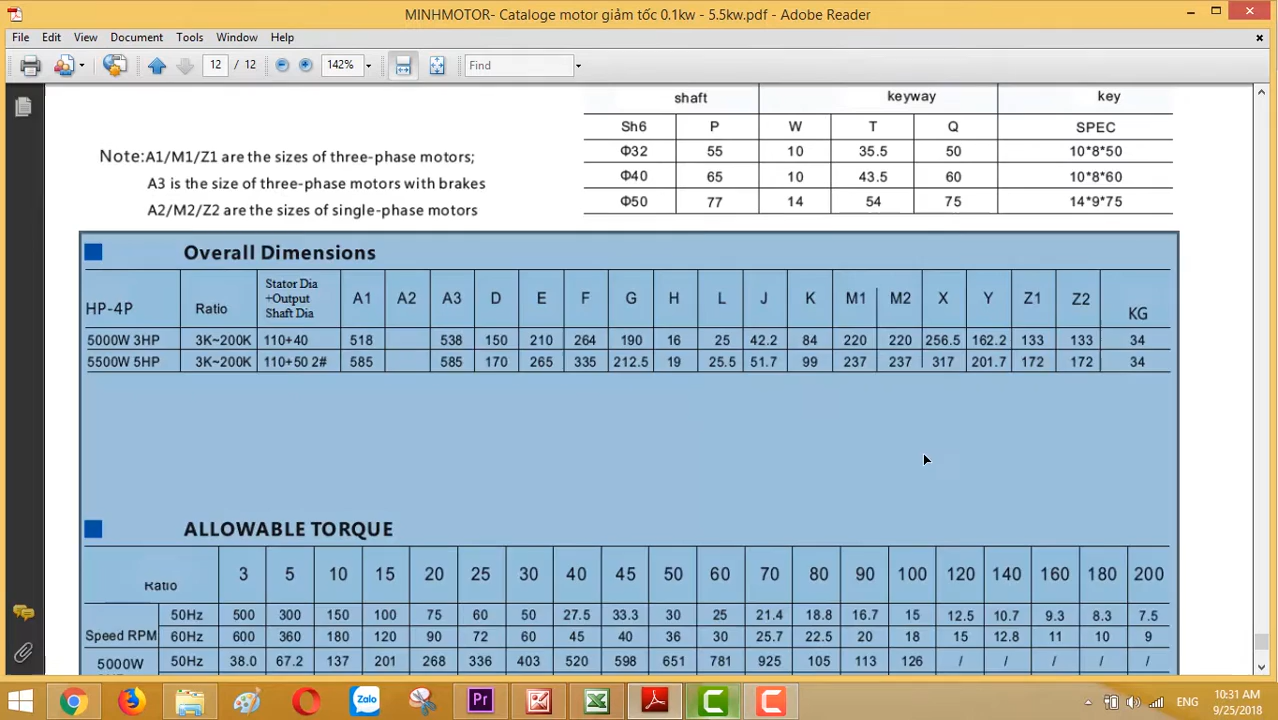 MINHMOTOR- Cataloge motor giảm tốc 0.1kw - 5.5kw.pdf - Adobe Reader
File Edit View Document Tools Window Help
12 / 12 142% Find
shaft keyway key
Sh6 P W T Q SPEC
Φ32 55 10 35.5 50 10*8*50
Φ40 65 10 43.5 60 10*8*60
Φ50 77 14 54 75 14*9*75
Note:A1/M1/Z1 are the sizes of three-phase motors;
A3 is the size of three-phase motors with brakes
A2/M2/Z2 are the sizes of single-phase motors
Overall Dimensions
HP-4P Ratio Stator Dia +Output Shaft Dia A1 A2 A3 D E F G H L J K M1 M2 X Y Z1 Z2 KG
5000W 3HP 3K~200K 110+40 518 538 150 210 264 190 16 25 42.2 84 220 220 256.5 162.2 133 133 34
5500W 5HP 3K~200K 110+50 2# 585 585 170 265 335 212.5 19 25.5 51.7 99 237 237 317 201.7 172 172 34
ALLOWABLE TORQUE
Ratio 3 5 10 15 20 25 30 40 45 50 60 70 80 90 100 120 140 160 180 200
Speed RPM 50Hz 500 300 150 100 75 60 50 27.5 33.3 30 25 21.4 18.8 16.7 15 12.5 10.7 9.3 8.3 7.5
60Hz 600 360 180 120 90 72 60 45 40 36 30 25.7 22.5 20 18 15 12.8 11 10 9
5000W 50Hz 38.0 67.2 137 201 268 336 403 520 598 651 781 925 105 113 126 / / / / /
Zalo Pr ENG 10:31 AM
9/25/2018